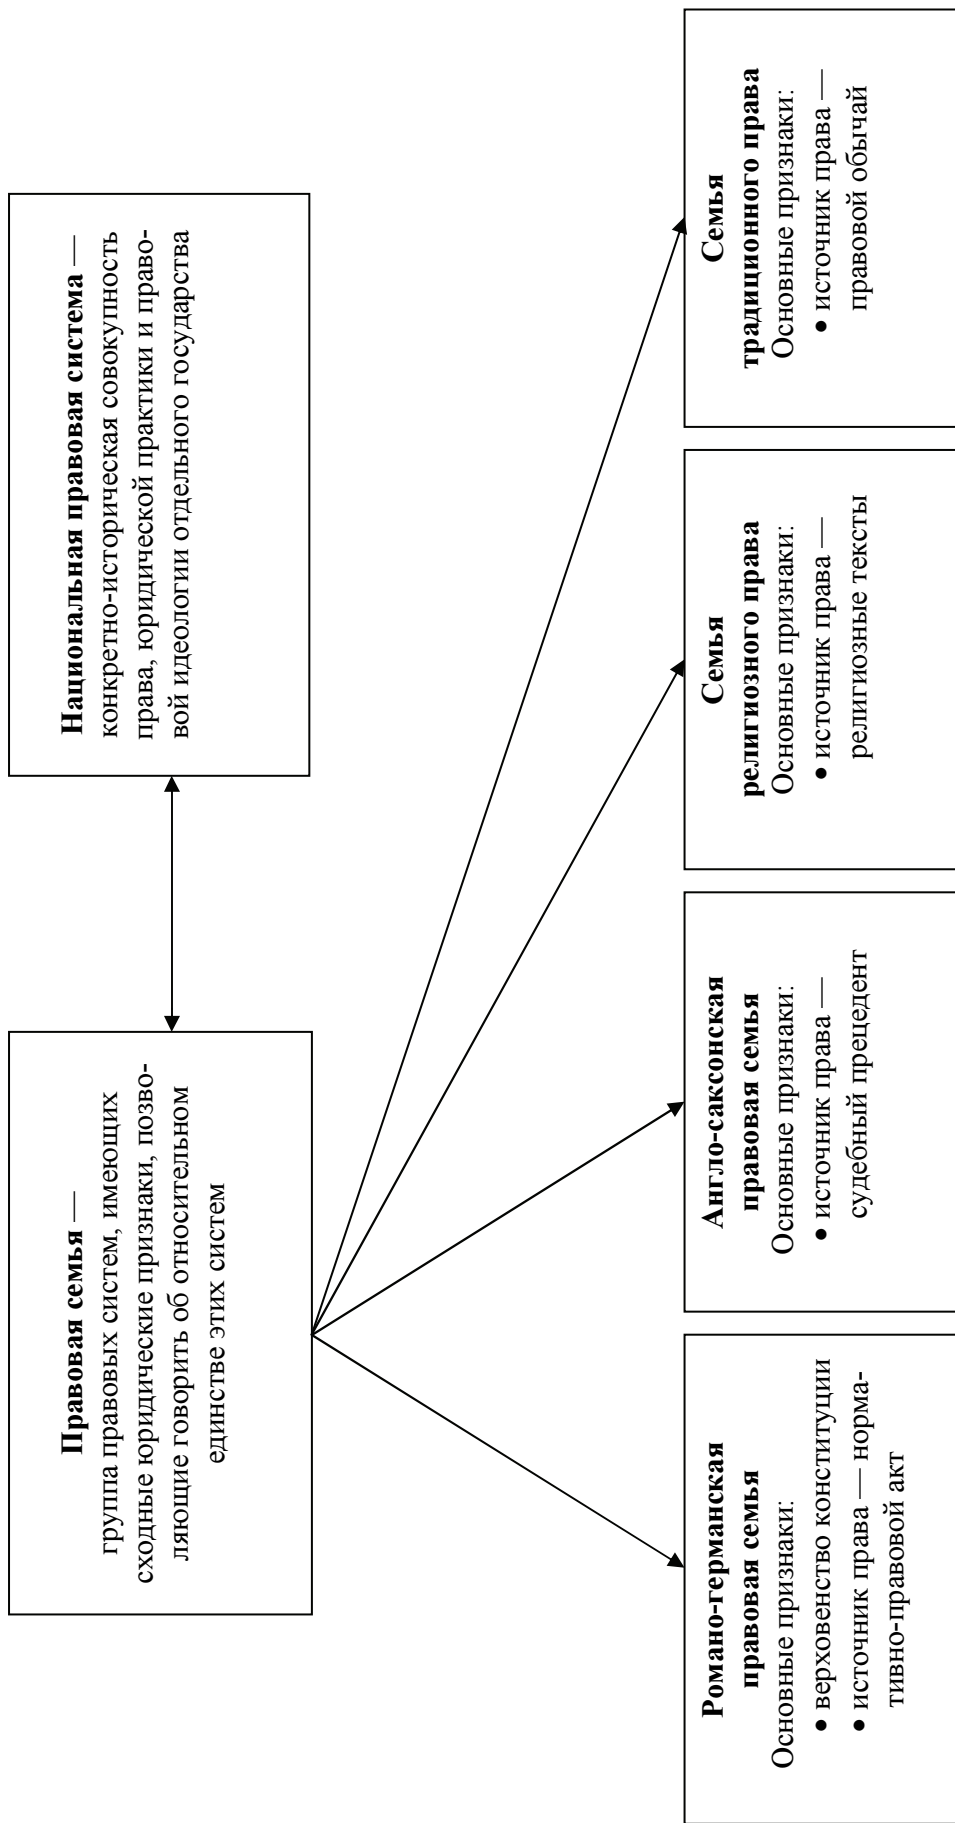 Правовая семья —
группа правовых систем, имеющих
сходные юридические признаки, позво-
ляющие говорить об относительном
единстве этих систем
Национальная правовая система —
конкретно-историческая совокупность
права, юридической практики и право-
вой идеологии отдельного государства
Романо-германская
правовая семья
Основные признаки:
• верховенство конституции
• источник права — норма-
тивно-правовой акт
Англо-саксонская
правовая семья
Основные признаки:
• источник права —
судебный прецедент
Семья
религиозного права
Основные признаки:
• источник права —
религиозные тексты
Семья
традиционного права
Основные признаки:
• источник права —
правовой обычай